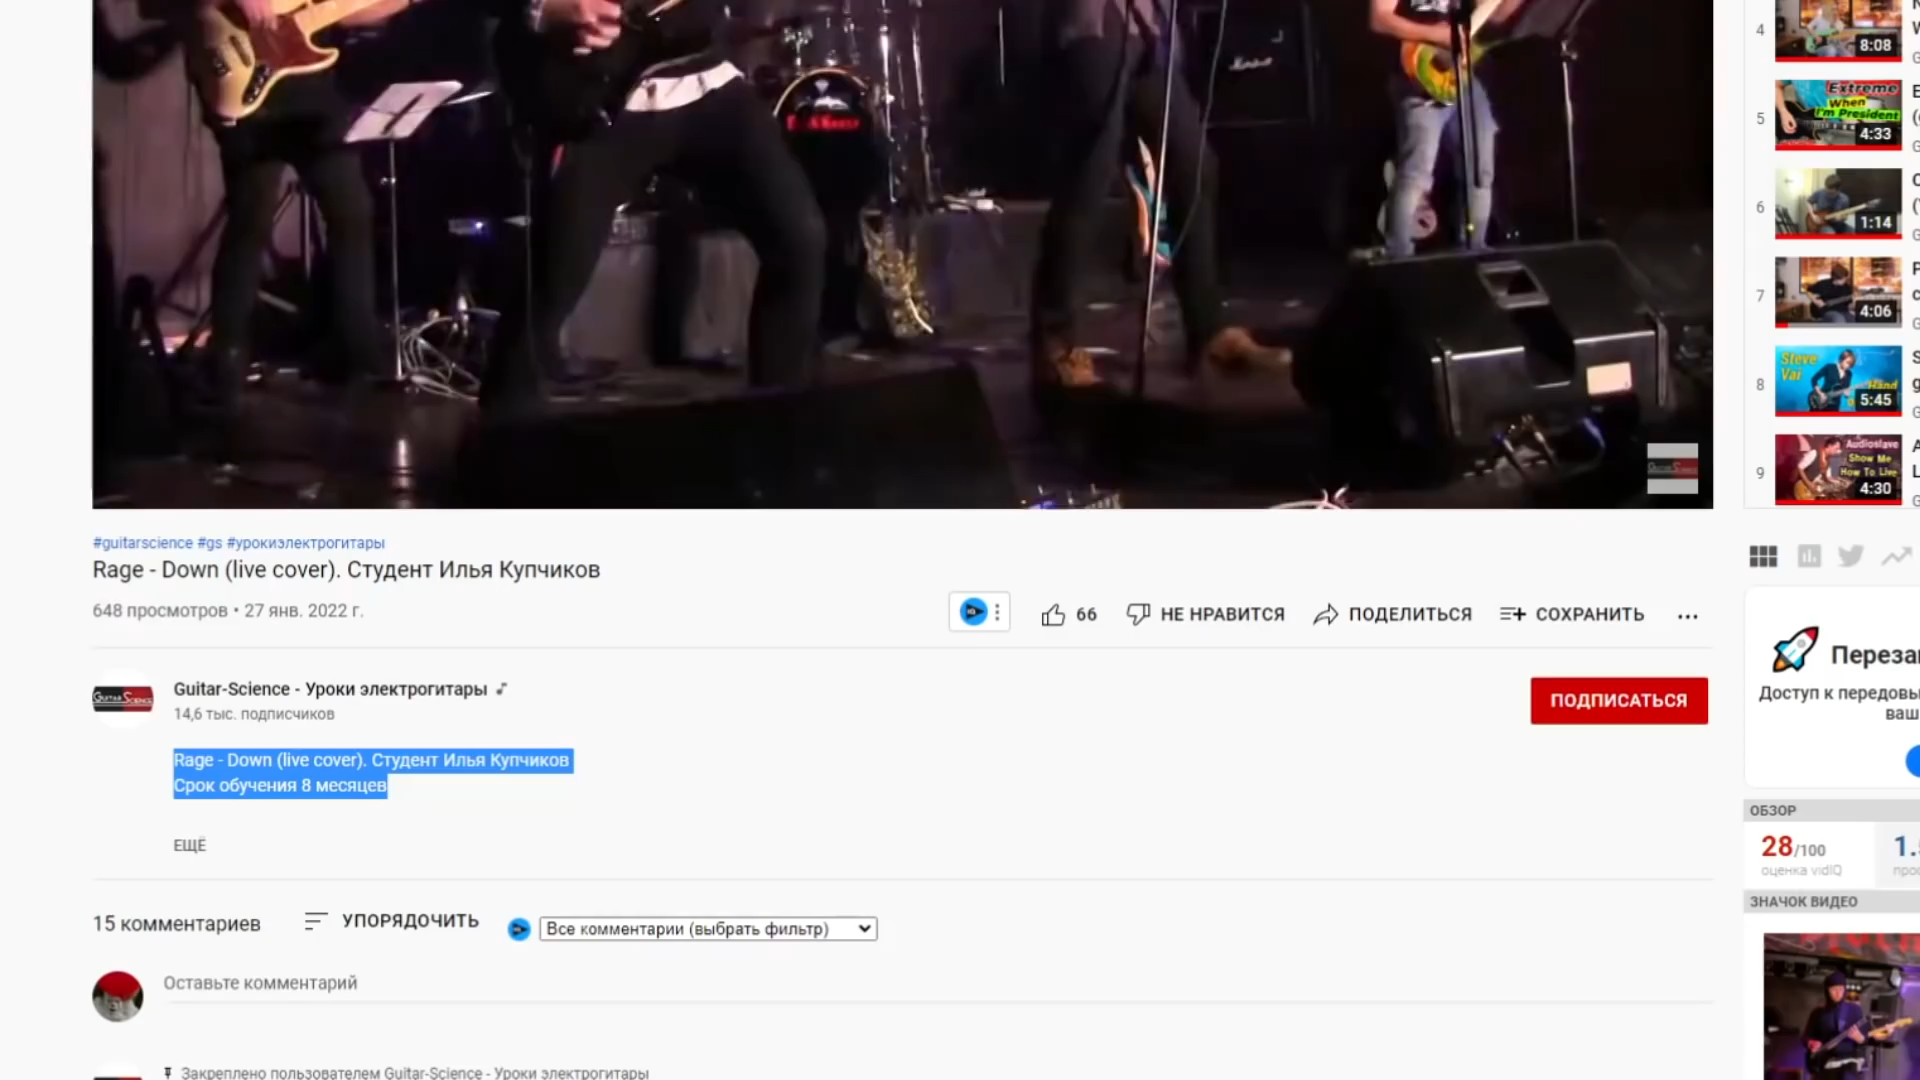 Marshall
4
8:08
5
Extreme
When
I'm President
4:33
6
1:14
7
4:06
8
Steve
Vai
Hand
5:45
9
Audioslave
Show Me
How To Live
4:30
#guitarscience #gs #урокиэлектрогитары
Rage - Down (live cover). Студент Илья Купчиков
648 просмотров • 27 янв. 2022 г.
66
НЕ НРАВИТСЯ
ПОДЕЛИТЬСЯ
СОХРАНИТЬ
Guitar-Science - Уроки электрогитары
14,6 тыс. подписчиков
ПОДПИСАТЬСЯ
Rage - Down (live cover). Студент Илья Купчиков
Срок обучения 8 месяцев
ЕЩЁ
15 комментариев
УПОРЯДОЧИТЬ
Все комментарии (выбрать фильтр)
Оставьте комментарий
Закреплено пользователем Guitar-Science - Уроки электрогитары
Доступ к передовы
ваш
ОБЗОР
28/100
оценка vidIQ
ЗНАЧОК ВИДЕО